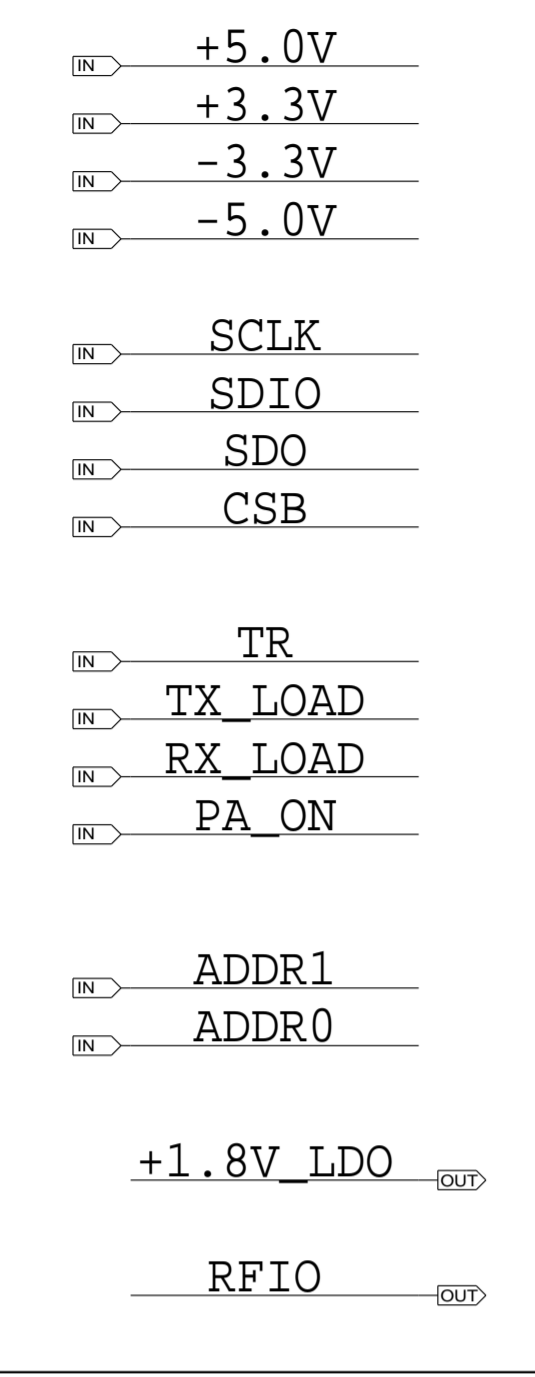 IN +5.0V
IN +3.3V
IN -3.3V
IN -5.0V
IN SCLK
IN SDIO
IN SDO
IN CSB
IN TR
IN TX_LOAD
IN RX_LOAD
IN PA_ON
IN ADDR1
IN ADDR0
+1.8V_LDO OUT
RFIO OUT